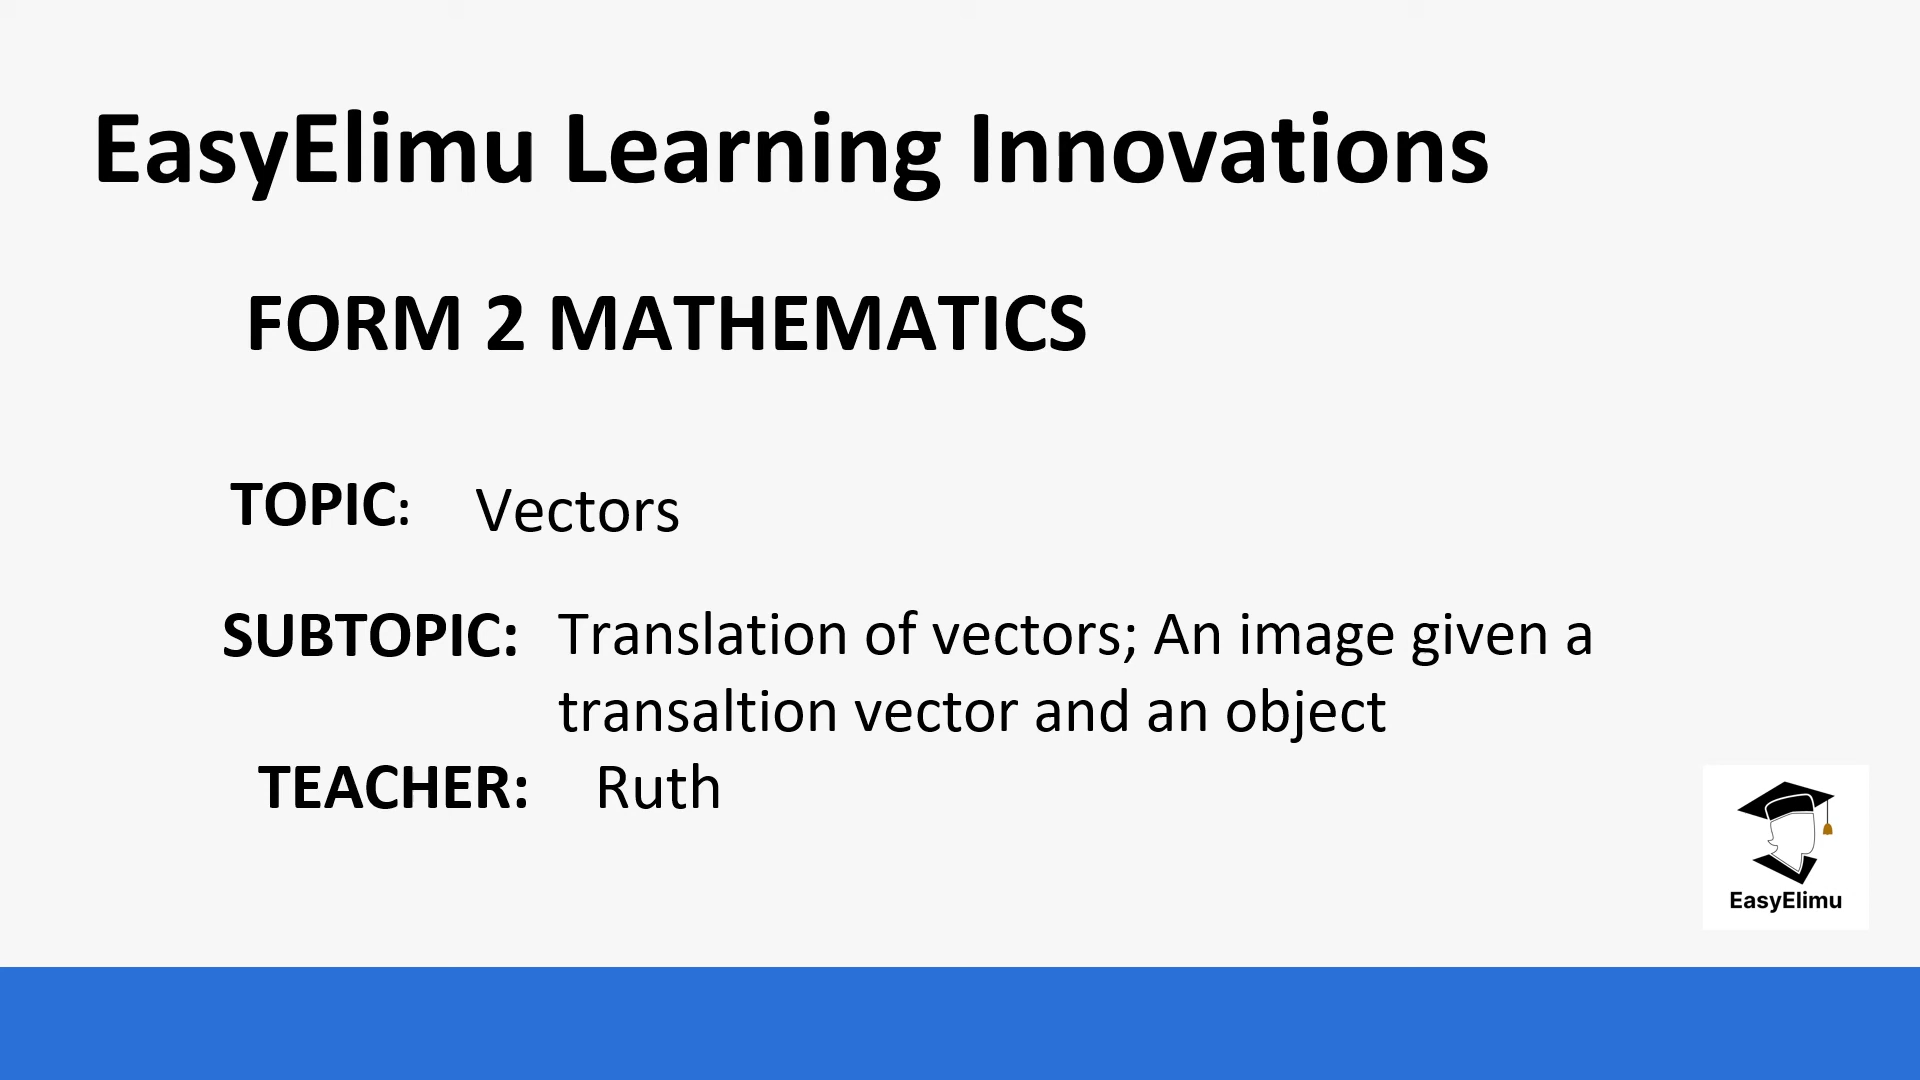 EasyElimu Learning Innovations
FORM 2 MATHEMATICS
TOPIC: Vectors
SUBTOPIC: Translation of vectors; An image given a
transaltion vector and an object
TEACHER: Ruth
EasyElimu